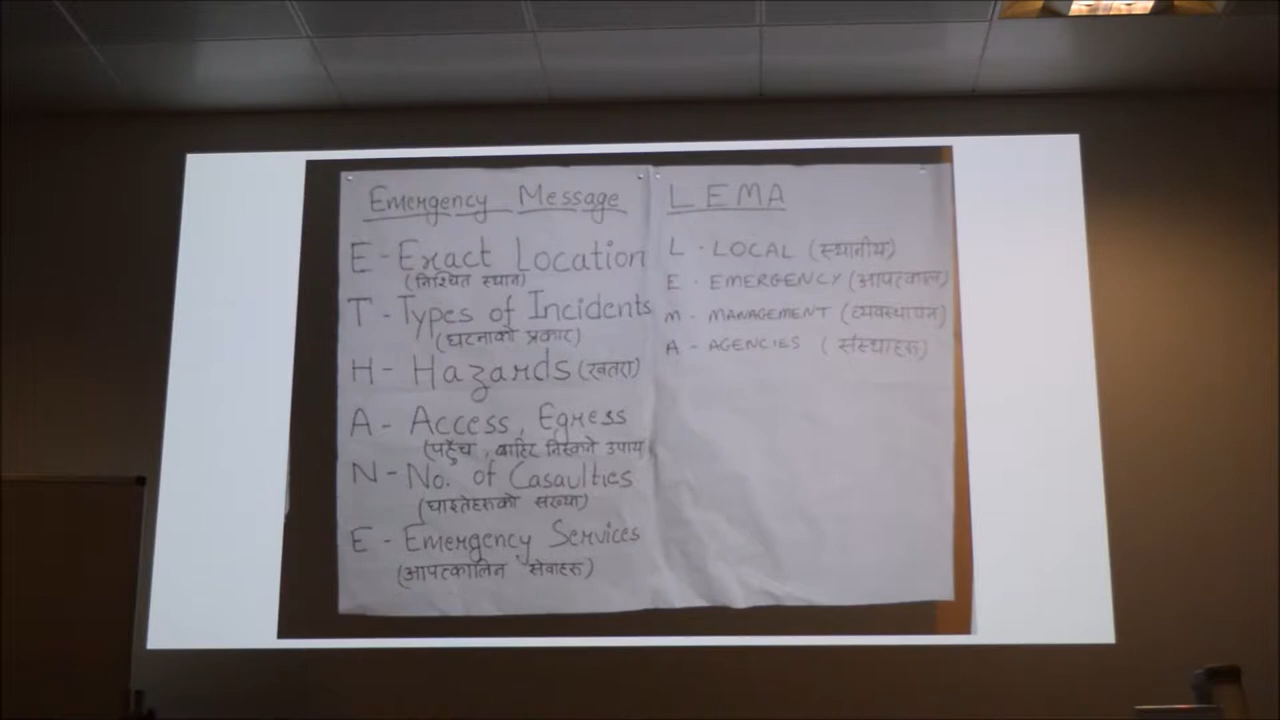 Emergency Message
E - Exact Location
(निश्चित स्थान)
T - Types of Incidents
(घटनाको प्रकार)
H - Hazards (खतरा)
A - Access, Egress
(पहुँच, बाहिर निस्कने उपाय
N - No. of Casaulties
(घाइतेहरूको संख्या)
E - Emergency Services
(आपत्कालिन सेवाहरू)
LEMA
L - LOCAL (स्थानीय)
E - EMERGENCY (आपत्काल)
M - MANAGEMENT (व्यवस्थापन)
A - AGENCIES (संस्थाहरू)